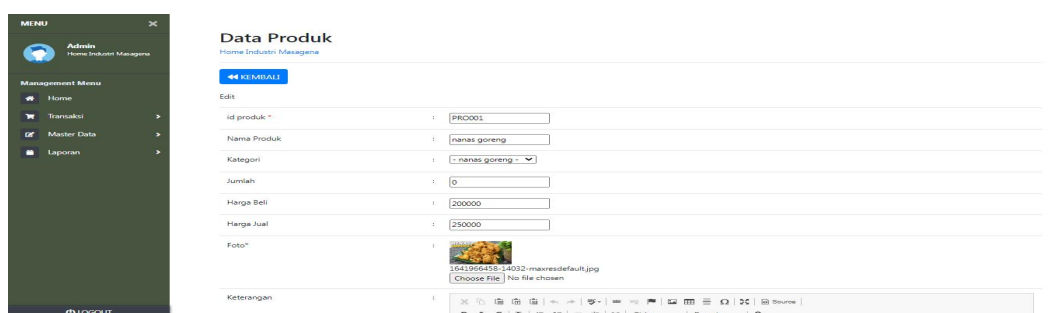 MENU
Admin
Home Industri Masagena
Management Menu
Home
Transaksi
Master Data
Laporan
LOGOUT
Data Produk
Home Industri Masagena
KEMBALI
Edit
id produk * : PRO001
Nama Produk : nanas goreng
Kategori : - nanas goreng -
Jumlah : 0
Harga Beli : 200000
Harga Jual : 250000
Foto* :
1641966458-14032-maxresdefault.jpg
Choose File No file chosen
Keterangan :
Source